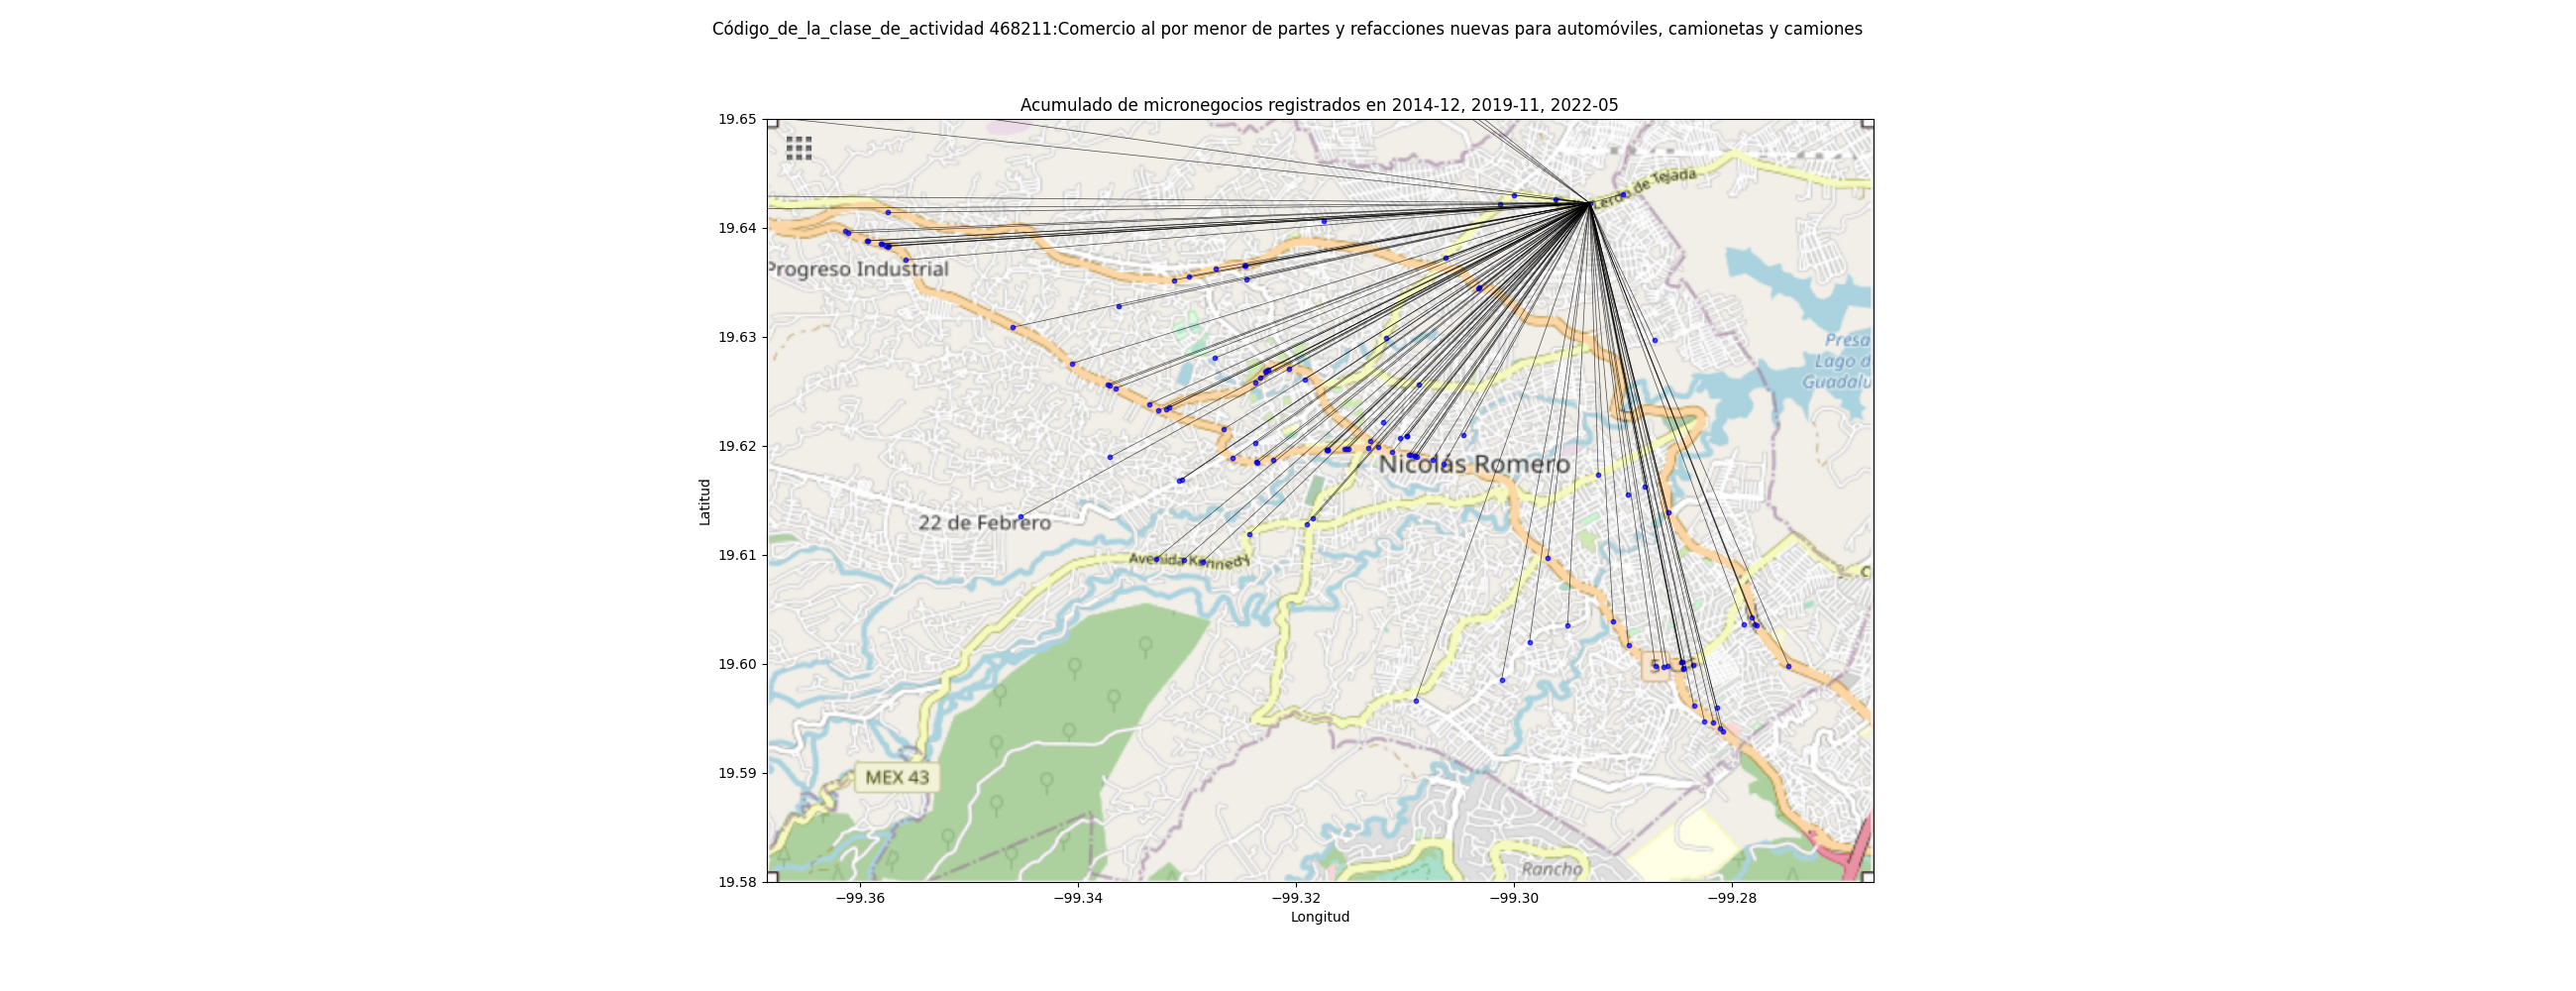 Código_de_la_clase_de_actividad 468211:Comercio al por menor de partes y refacciones nuevas para automóviles, camionetas y camiones
Acumulado de micronegocios registrados en 2014-12, 2019-11, 2022-05
19.65
19.64
19.63
19.62
19.61
19.60
19.59
19.58
Latitud
Lerdo de Tejada
Progreso Industrial
Presa
Lago d
Guadalu
Nicolás Romero
22 de Febrero
Avenida Kennedy
5
C
MEX 43
Rancho
−99.36
−99.34
−99.32
−99.30
−99.28
Longitud